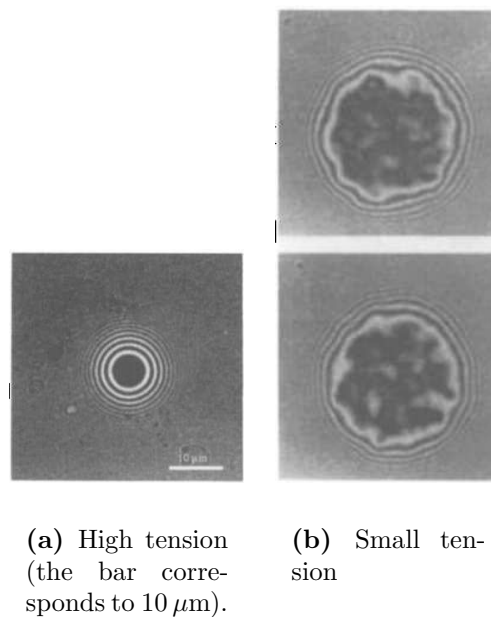 10 μm
(a) High tension
(the bar corre-
sponds to 10 μm).
(b) Small ten-
sion